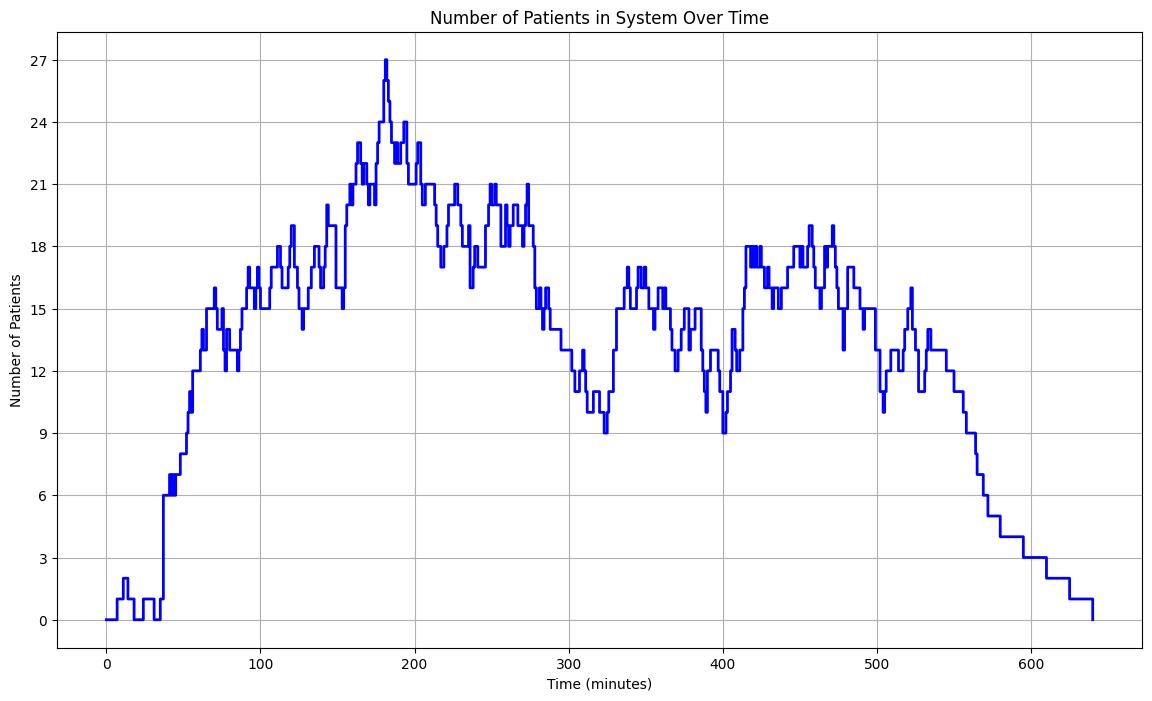 Number of Patients in System Over Time
Number of Patients
27
24
21
18
15
12
9
6
3
0
0 100 200 300 400 500 600
Time (minutes)